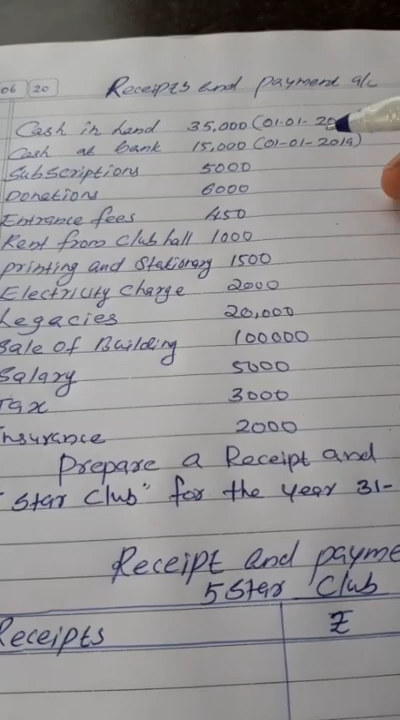 06 20
Receipts and payment a/c
Cash in hand 35,000 (01-01-20
Cash at bank 15,000 (01-01-2019)
Subscriptions 5000
Donations 6000
Entrance fees 450
Rent from Club hall 1000
printing and Stationary 1500
Electricity Charge 2000
Legacies 20,000
Sale of Building 100000
Salary 5000
Tax 3000
Insurance 2000
Prepare a Receipt and
Star Club" for the year 31-
Receipt and payme
5 Star Club
Receipts ₹